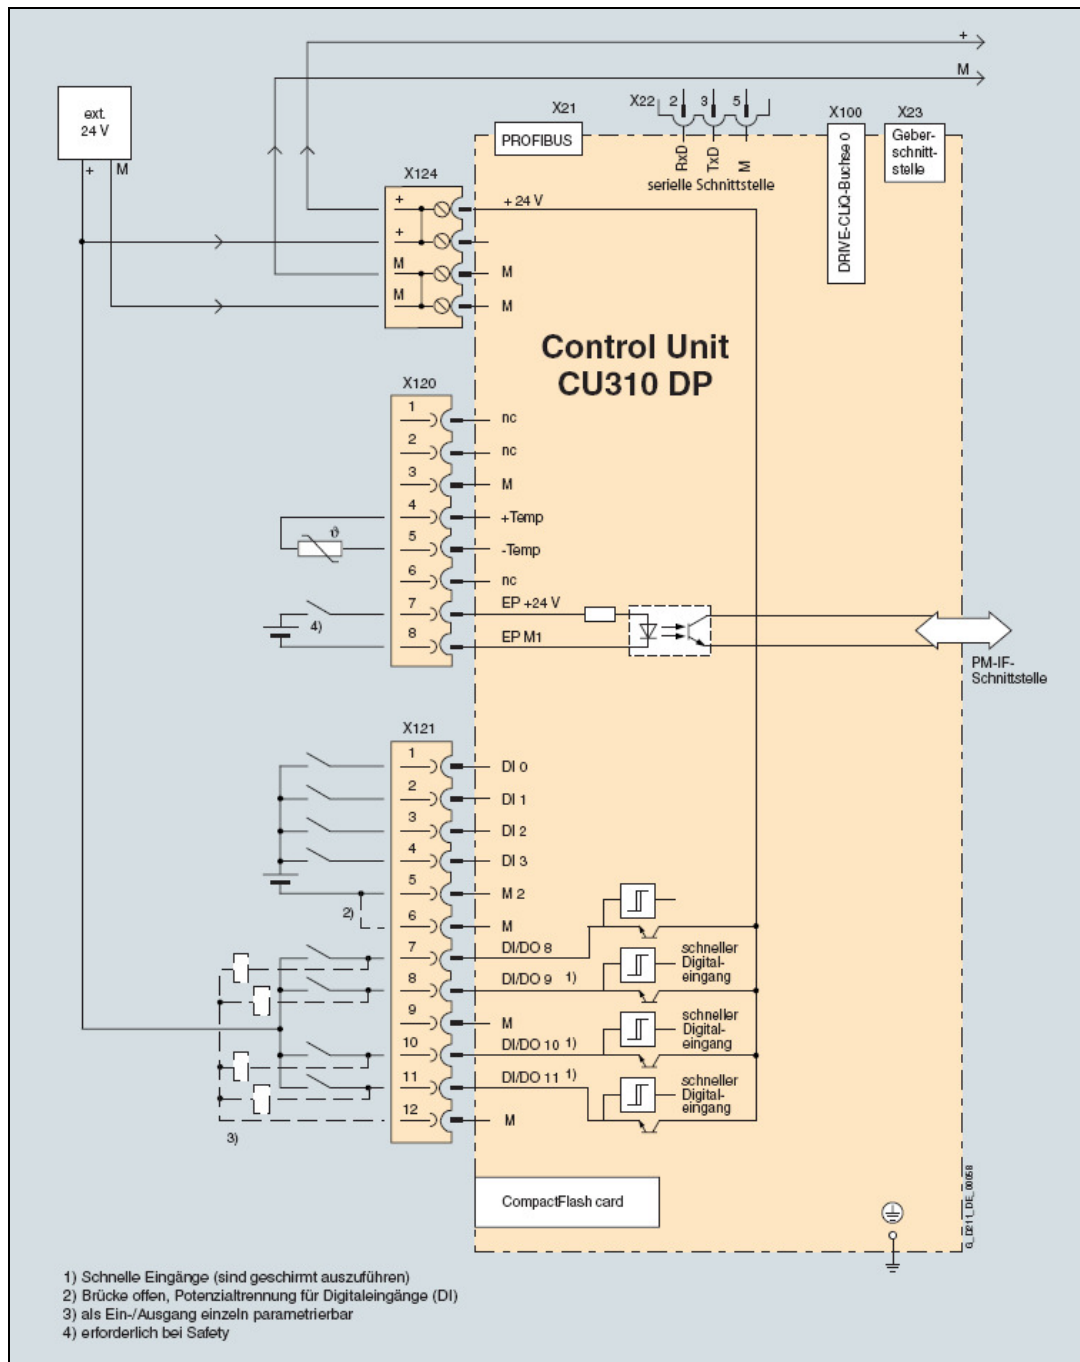 +
M
ext.
24 V
+ M
X21
PROFIBUS
X22 2 3 5
RxD
TxD
M
serielle Schnittstelle
X100
DRIVE-CLiQ-Buchse 0
X23
Geber-
schnitt-
stelle
X124
+ + 24 V
+
M M
M M
Control Unit
CU310 DP
X120
1 nc
2 nc
3 M
4 +Temp
ϑ
5 -Temp
6 nc
7 EP +24 V
4)
8 EP M1
PM-IF-
Schnittstelle
X121
1 DI 0
2 DI 1
3 DI 2
4 DI 3
5 M 2
2)
6 M
7 DI/DO 8
8 DI/DO 9 1)
schneller
Digital-
eingang
9 M
10 DI/DO 10 1)
schneller
Digital-
eingang
11 DI/DO 11 1)
schneller
Digital-
eingang
12 M
3)
CompactFlash card
G_D211_DE_00058
1) Schnelle Eingänge (sind geschirmt auszuführen)
2) Brücke offen, Potenzialtrennung für Digitaleingänge (DI)
3) als Ein-/Ausgang einzeln parametrierbar
4) erforderlich bei Safety